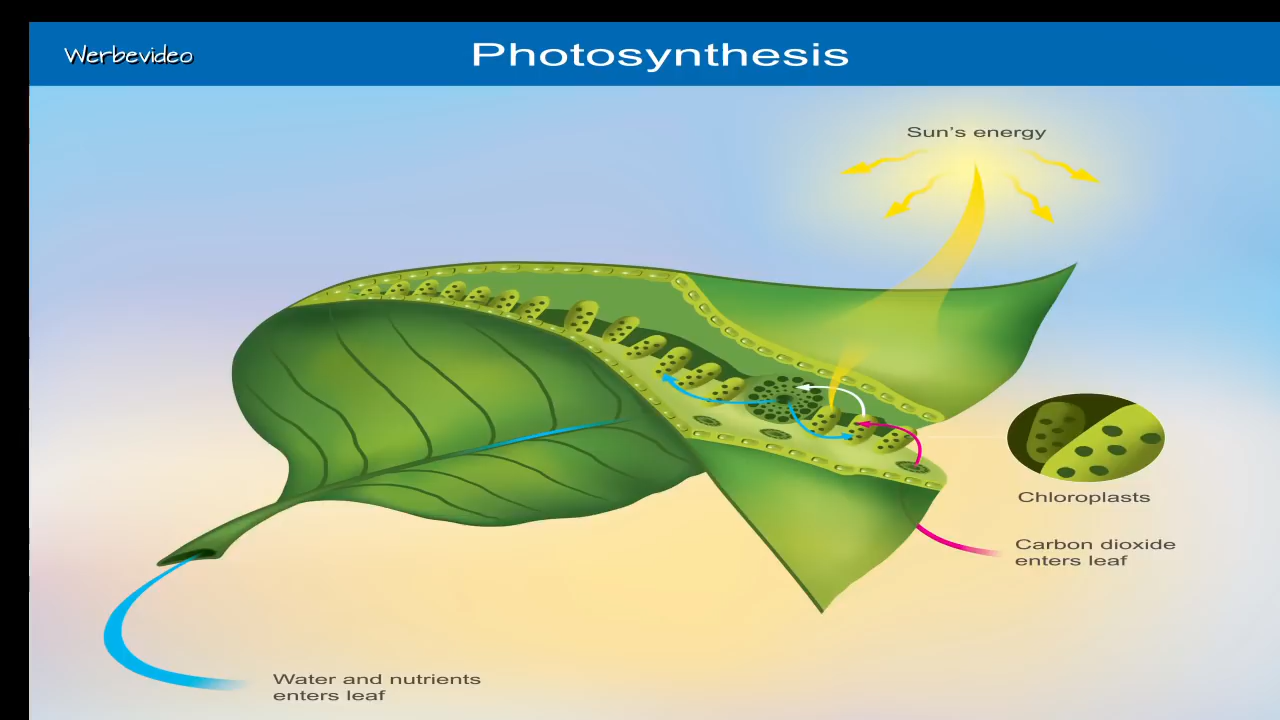 Werbevideo
Photosynthesis
Sun's energy
Chloroplasts
Carbon dioxide
enters leaf
Water and nutrients
enters leaf